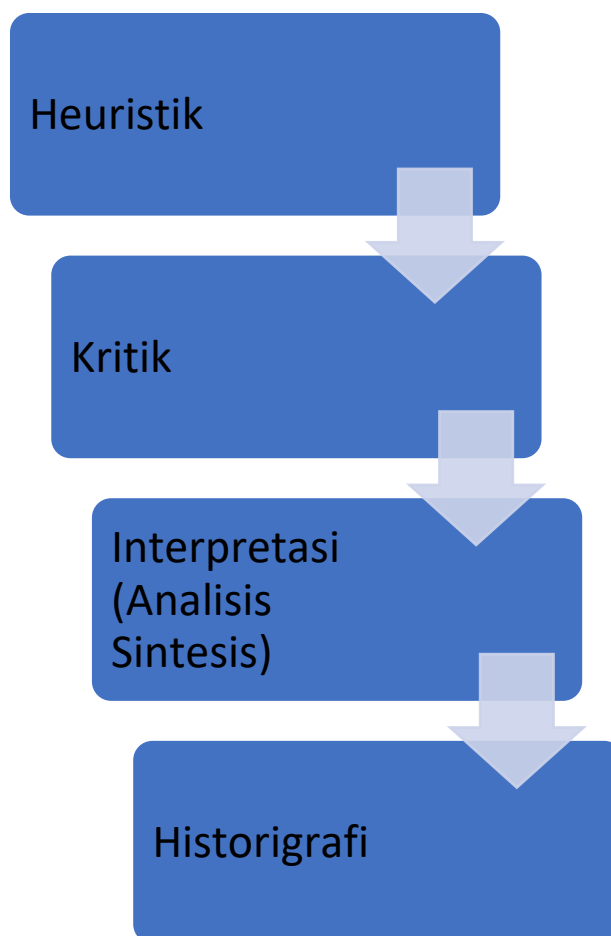 Heuristik
Kritik
Interpretasi
(Analisis
Sintesis)
Historigrafi